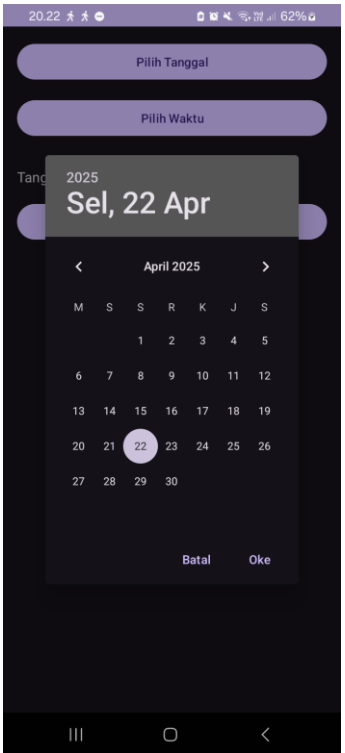 20.22 62%
Pilih Tanggal
Pilih Waktu
Tang
2025
Sel, 22 Apr
April 2025
M S S R K J S
1 2 3 4 5
6 7 8 9 10 11 12
13 14 15 16 17 18 19
20 21 22 23 24 25 26
27 28 29 30
Batal Oke